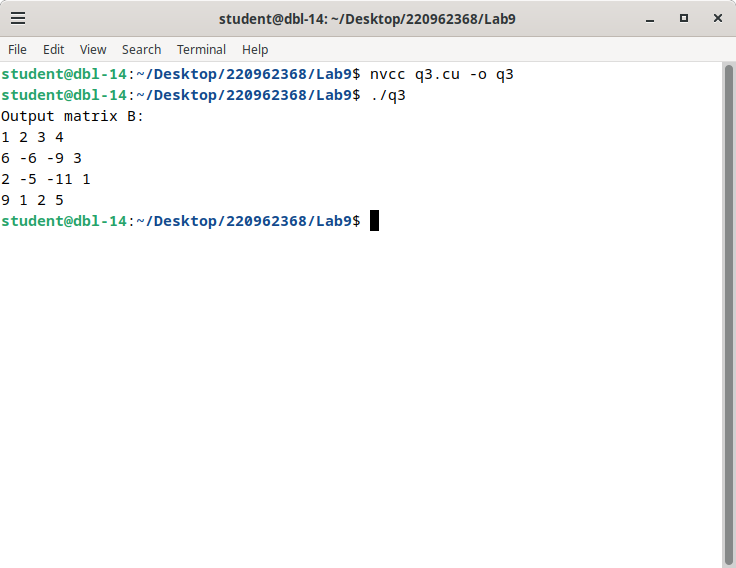 student@dbl-14: ~/Desktop/220962368/Lab9
File Edit View Search Terminal Help
student@dbl-14:~/Desktop/220962368/Lab9$ nvcc q3.cu -o q3
student@dbl-14:~/Desktop/220962368/Lab9$ ./q3
Output matrix B:
1 2 3 4
6 -6 -9 3
2 -5 -11 1
9 1 2 5
student@dbl-14:~/Desktop/220962368/Lab9$